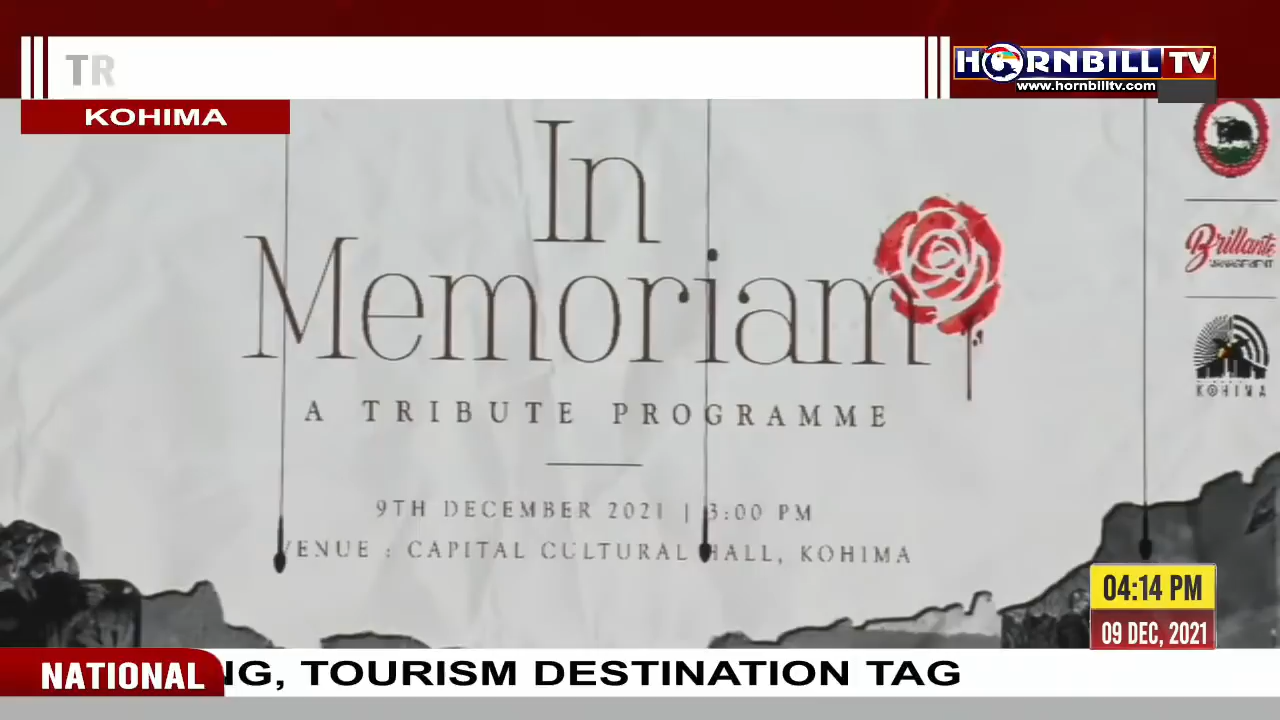 TR
HORNBILL TV
www.hornbilltv.com
KOHIMA
In
Memoriam
A TRIBUTE PROGRAMME
9TH DECEMBER 2021 | 3:00 PM
VENUE : CAPITAL CULTURAL HALL, KOHIMA
Brillante
MANAGEMENT
KOHIMA
04:14 PM
09 DEC, 2021
NATIONAL
NG, TOURISM DESTINATION TAG